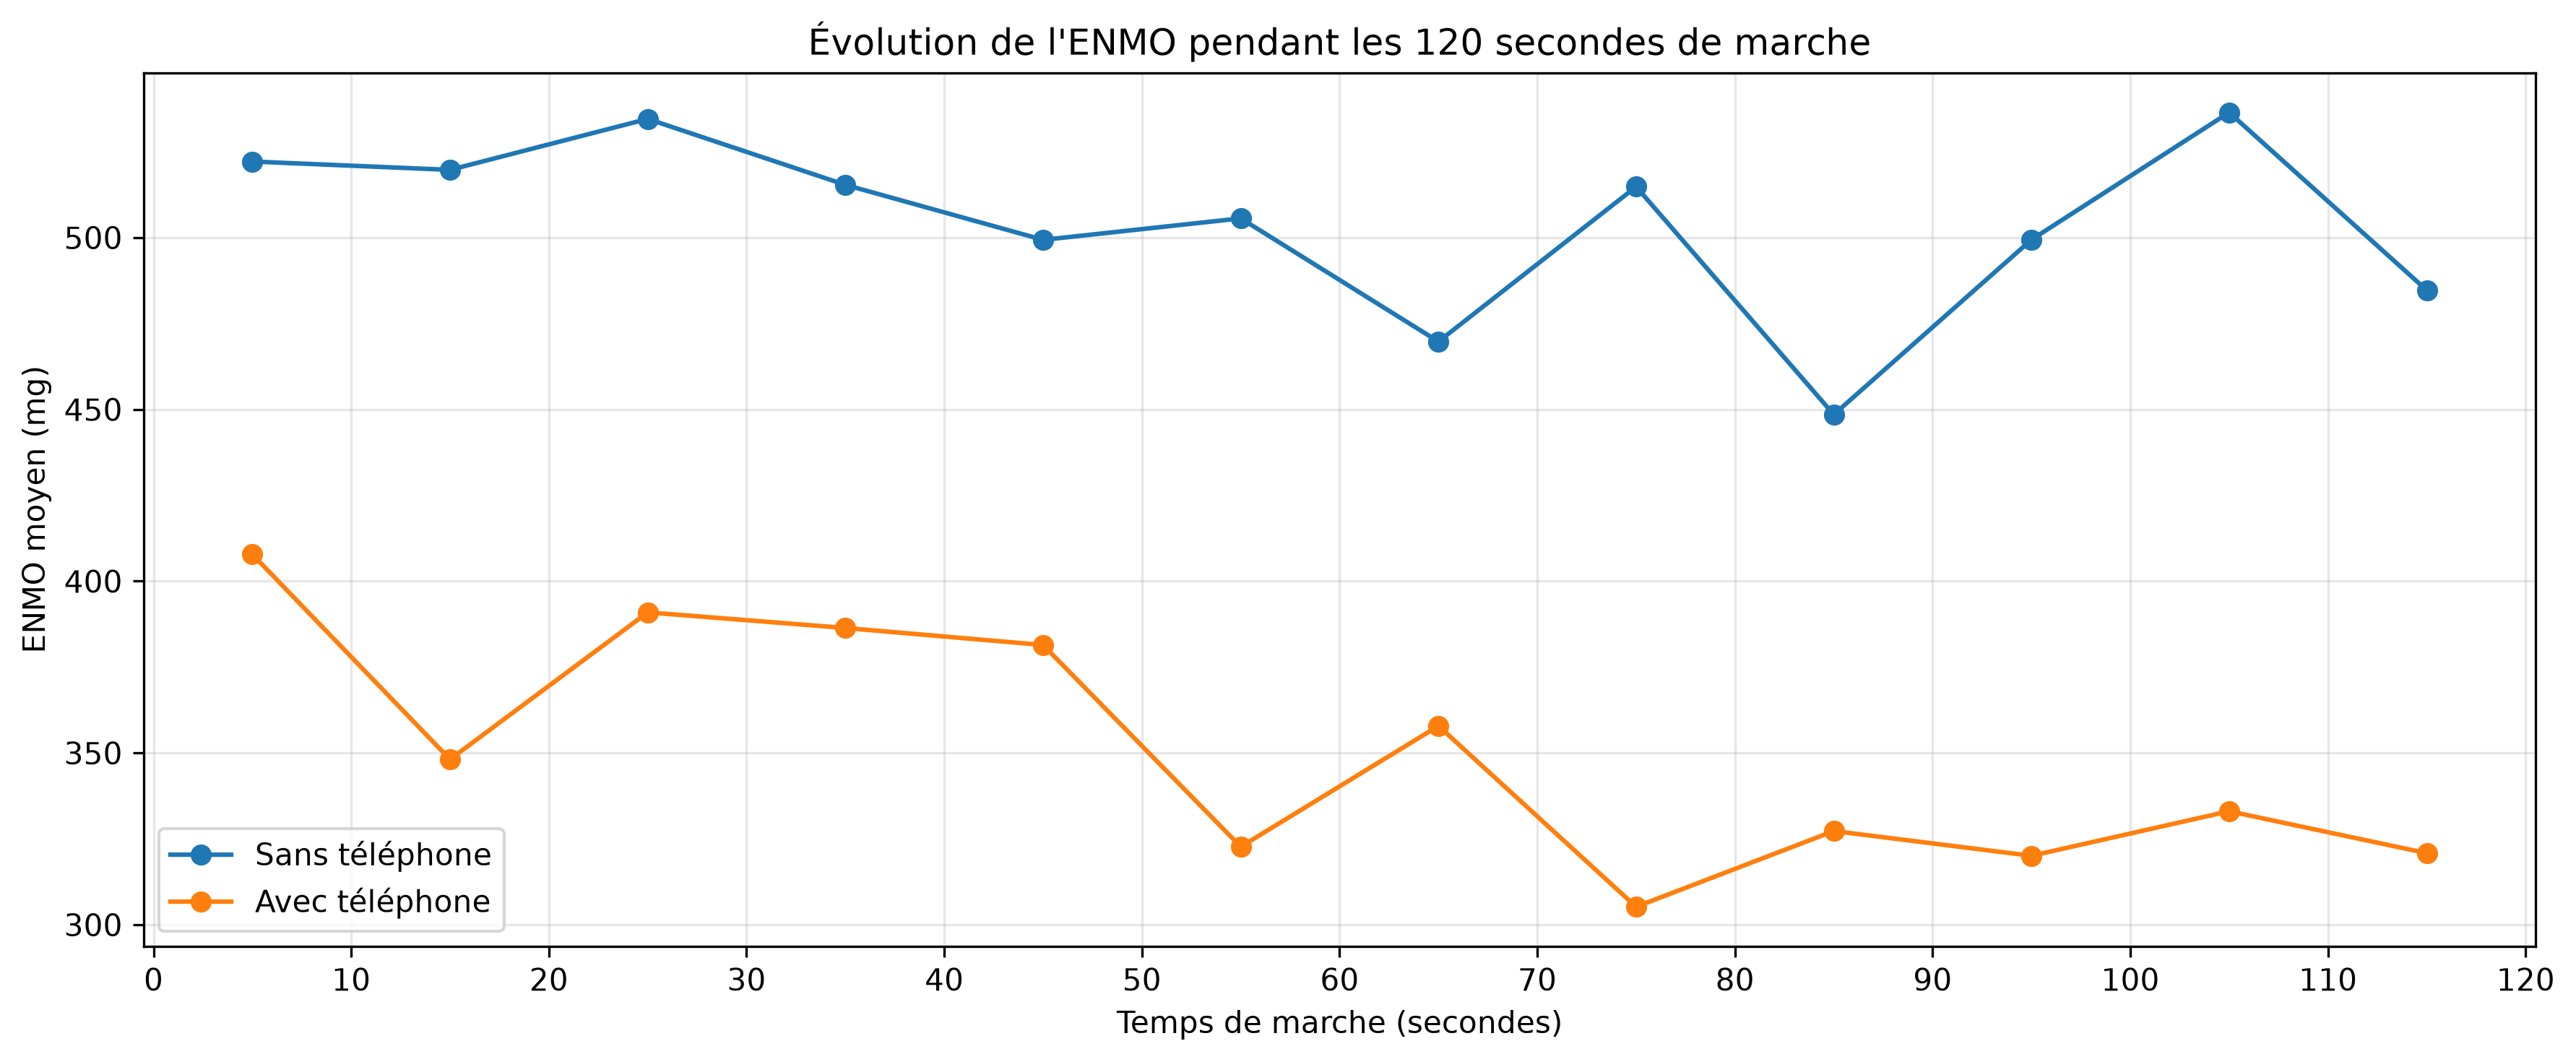 Évolution de l'ENMO pendant les 120 secondes de marche
ENMO moyen (mg)
500
450
400
350
300
Sans téléphone
Avec téléphone
0 10 20 30 40 50 60 70 80 90 100 110 120
Temps de marche (secondes)